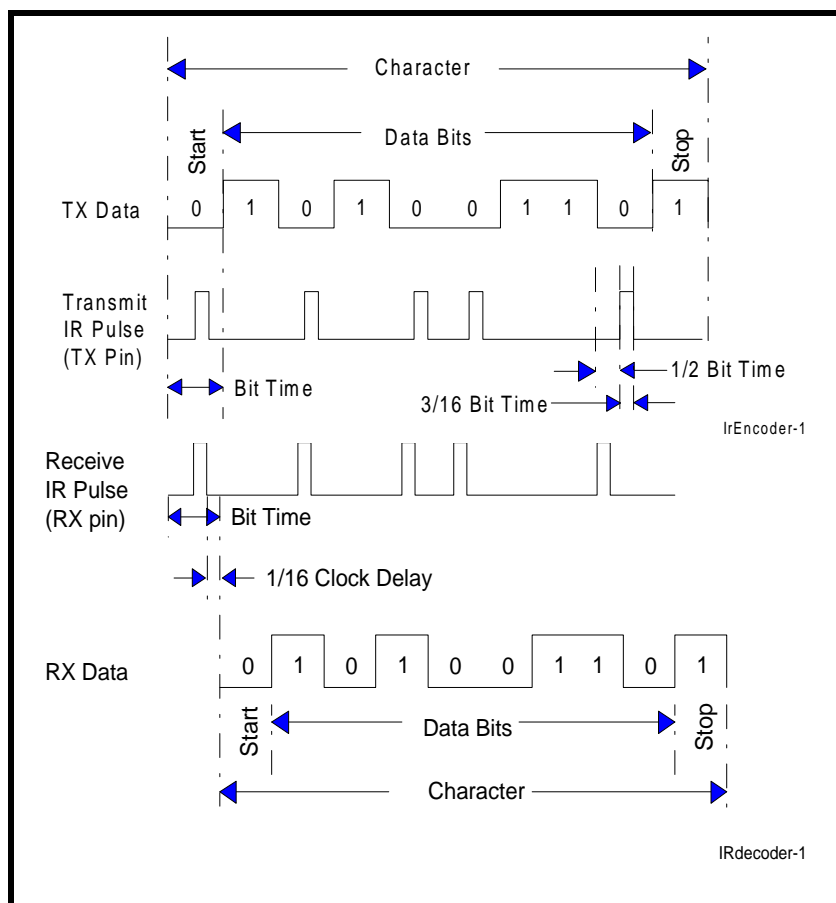 Character
Start
Data Bits
Stop
TX Data
0 1 0 1 0 0 1 1 0 1
Transmit
IR Pulse
(TX Pin)
Bit Time
1/2 Bit Time
3/16 Bit Time
IrEncoder-1
Receive
IR Pulse
(RX pin)
Bit Time
1/16 Clock Delay
RX Data
0 1 0 1 0 0 1 1 0 1
Start
Data Bits
Stop
Character
IRdecoder-1